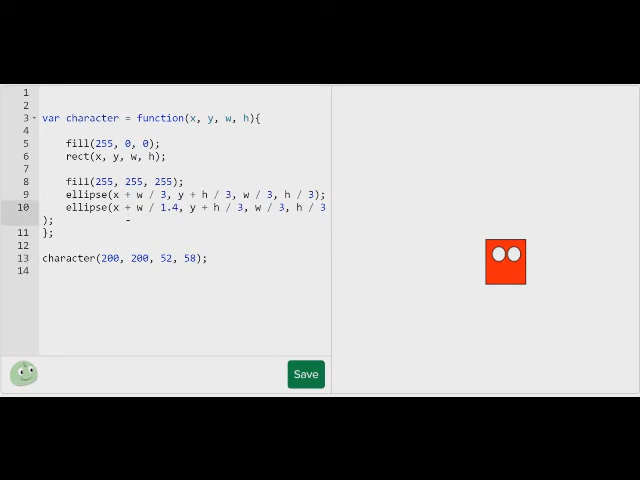 1
2
3 var character = function(x, y, w, h){
4
5 fill(255, 0, 0);
6 rect(x, y, w, h);
7
8 fill(255, 255, 255);
9 ellipse(x + w / 3, y + h / 3, w / 3, h / 3);
10 ellipse(x + w / 1.4, y + h / 3, w / 3, h / 3
);
11 };
12
13 character(200, 200, 52, 58);
14
Save